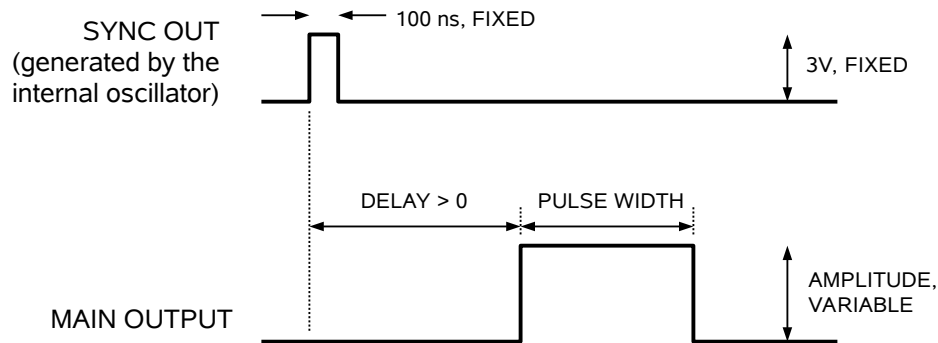 100 ns, FIXED
SYNC OUT
(generated by the
internal oscillator)
3V, FIXED
DELAY > 0
PULSE WIDTH
AMPLITUDE,
VARIABLE
MAIN OUTPUT